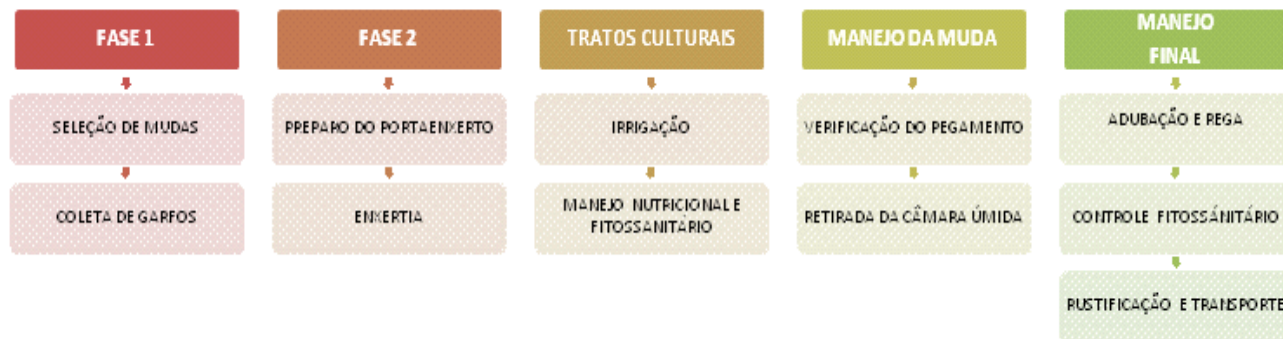 FASE 1
SELEÇÃO DE MUDAS
COLETA DE GARFOS
FASE 2
PREPARO DO PORTAENXERTO
ENXERTIA
TRATOS CULTURAIS
IRRIGAÇÃO
MANEJO NUTRICIONAL E
FITOSSANITÁRIO
MANEJO DA MUDA
VERIFICAÇÃO DO PEGAMENTO
RETIRADA DA CÂMARA ÚMIDA
MANEJO
FINAL
ADUBAÇÃO E REGA
CONTROLE FITOSSÁNITÁRIO
RUSTIFICAÇÃO E TRANSPORTE